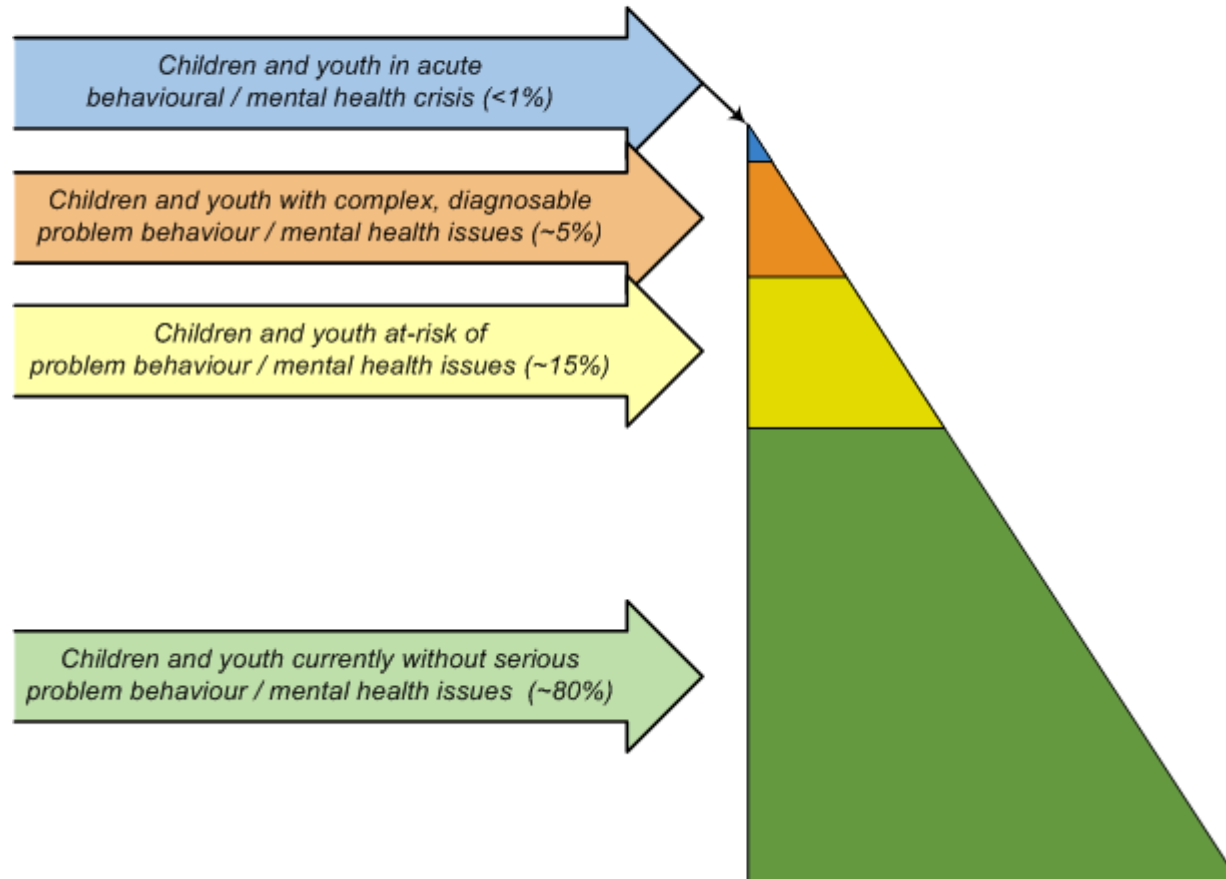 Children and youth in acute
behavioural / mental health crisis (<1%)
Children and youth with complex, diagnosable
problem behaviour / mental health issues (~5%)
Children and youth at-risk of
problem behaviour / mental health issues (~15%)
Children and youth currently without serious
problem behaviour / mental health issues (~80%)